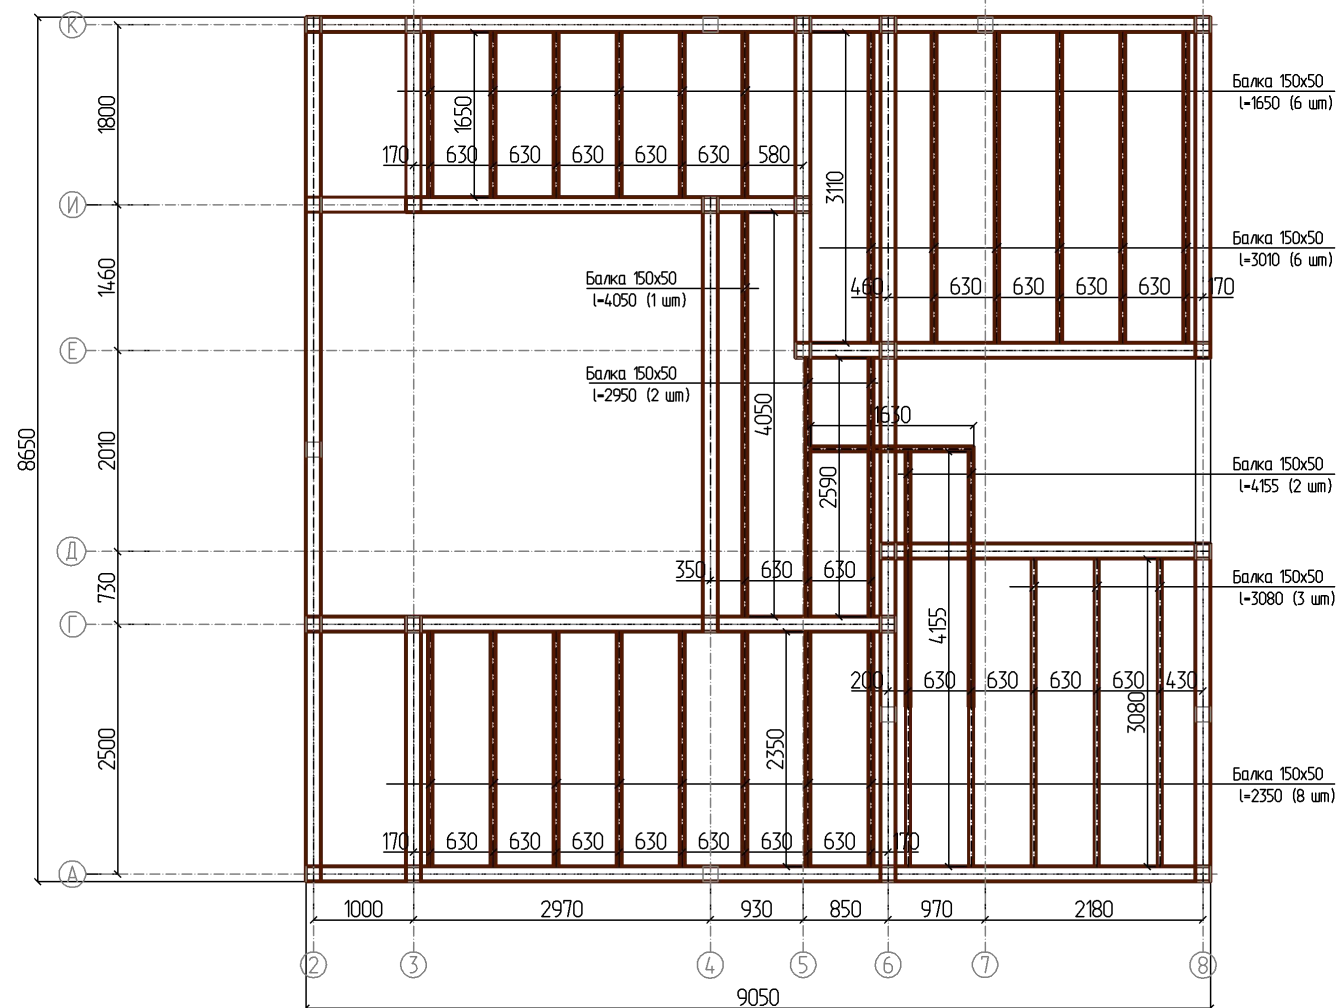 К
И
Е
Д
Г
А
1800
1460
2010
730
2500
8650
1650
170 630 630 630 630 630 580
3110
Балка 150х50
l=1650 (6 шт)
Балка 150х50
l=3010 (6 шт)
460 630 630 630 630 170
Балка 150х50
l=4050 (1 шт)
Балка 150х50
l=2950 (2 шт)
4050
1630
2590
Балка 150х50
l=4155 (2 шт)
350 630 630
Балка 150х50
l=3080 (3 шт)
4155
200 630 630 630 630 430
3080
2350
Балка 150х50
l=2350 (8 шт)
170 630 630 630 630 630 630 630 170
1000 2970 930 850 970 2180
2 3 4 5 6 7 8
9050